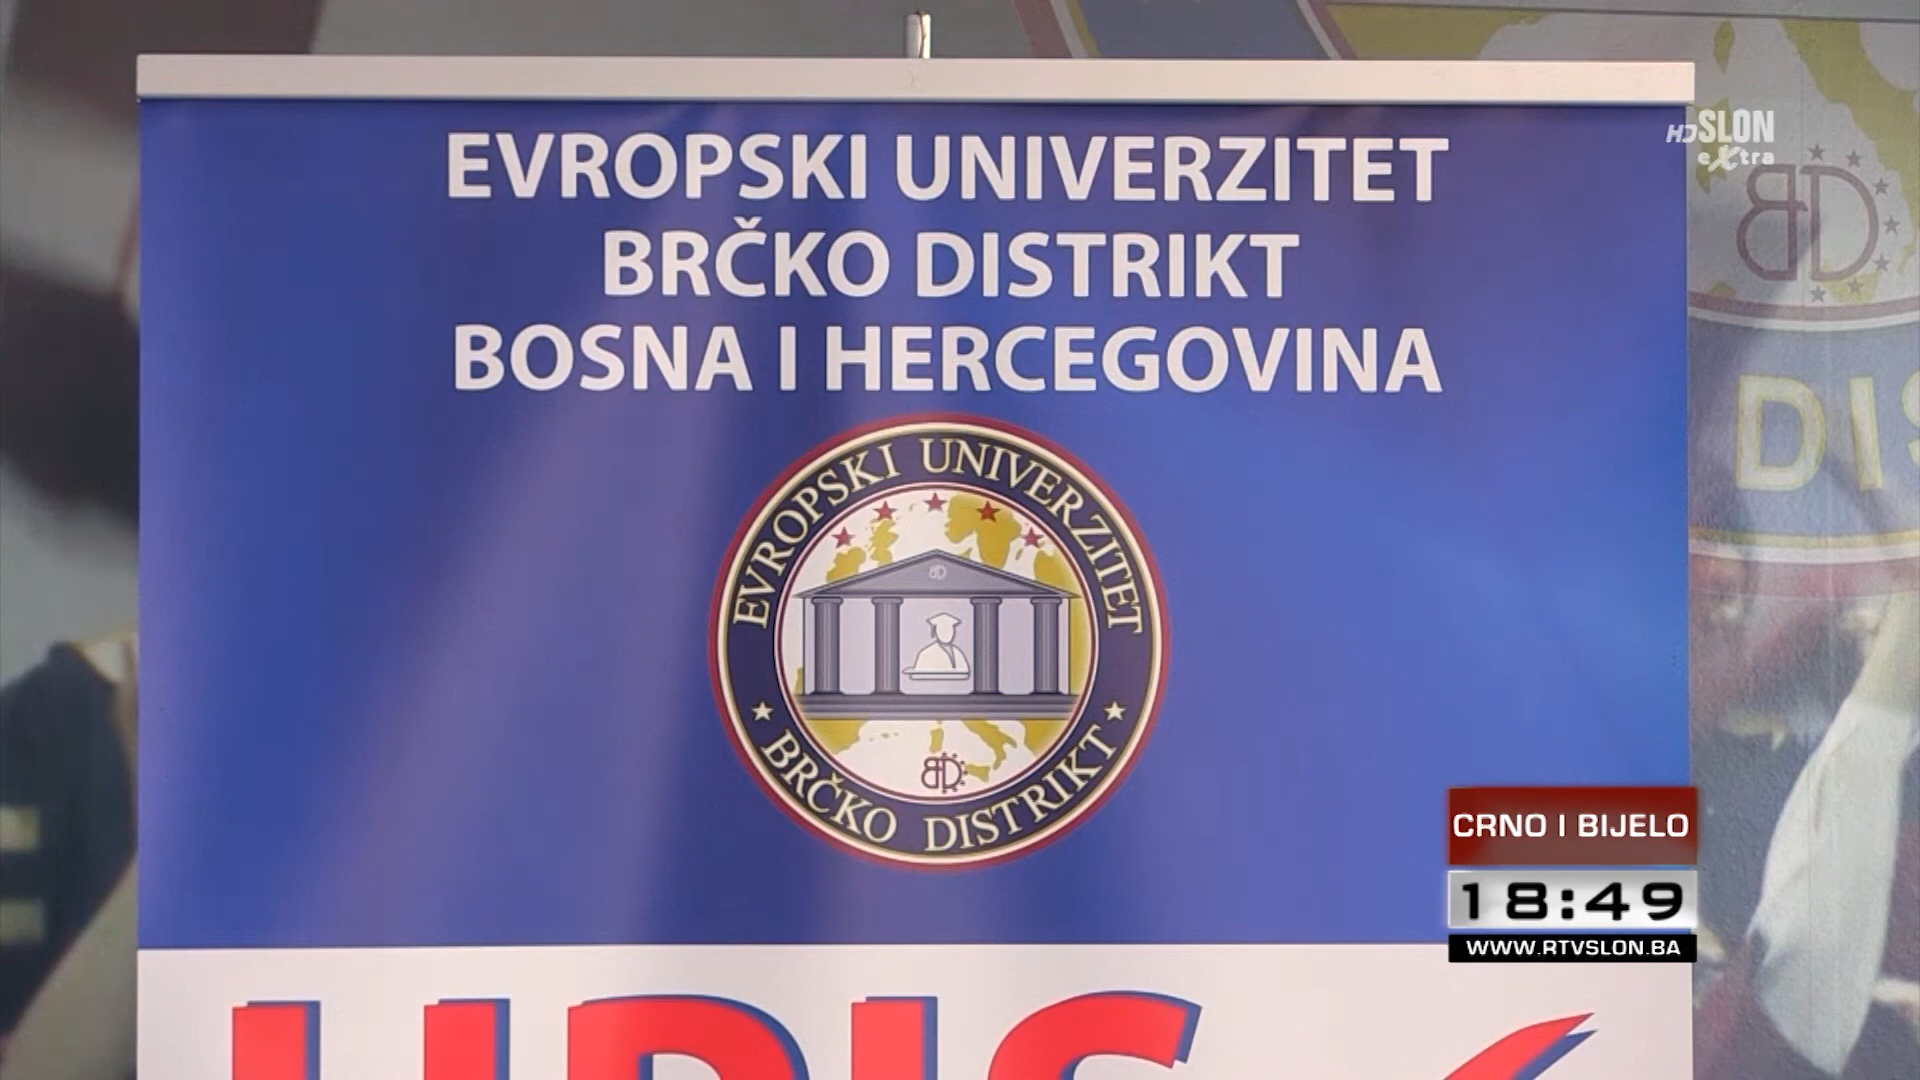 EVROPSKI UNIVERZITET
BRČKO DISTRIKT
BOSNA I HERCEGOVINA
HD SLON
eXtra
EVROPSKI UNIVERZITET
BRČKO DISTRIKT
BD
CRNO I BIJELO
18:49
WWW.RTVSLON.BA